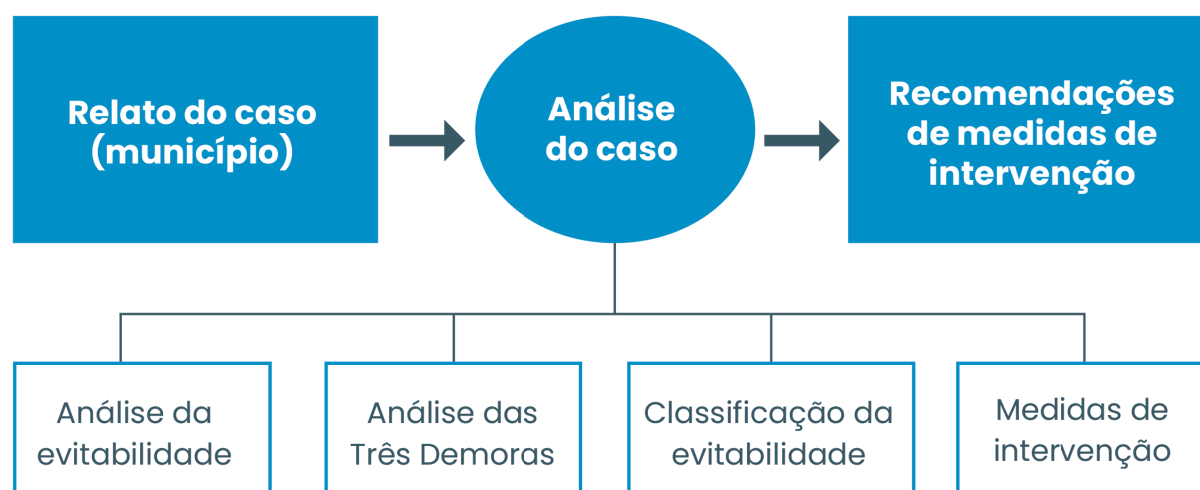 Relato do caso
(município)
Análise
do caso
Recomendações
de medidas de
intervenção
Análise da
evitabilidade
Análise das
Três Demoras
Classificação da
evitabilidade
Medidas de
intervenção